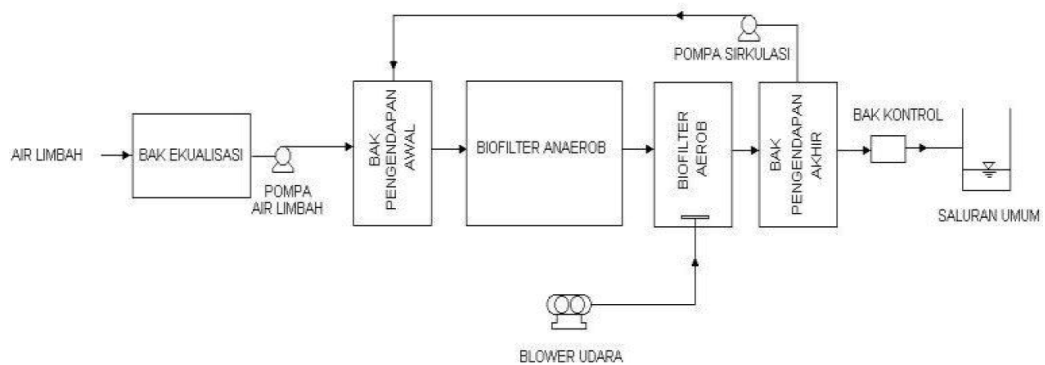 AIR LIMBAH
BAK EKUALISASI
POMPA
AIR LIMBAH
BAK
PENGENDAPAN
AWAL
BIOFILTER ANAEROB
BIOFILTER
AEROB
BLOWER UDARA
POMPA SIRKULASI
BAK
PENGENDAPAN
AKHIR
BAK KONTROL
SALURAN UMUM